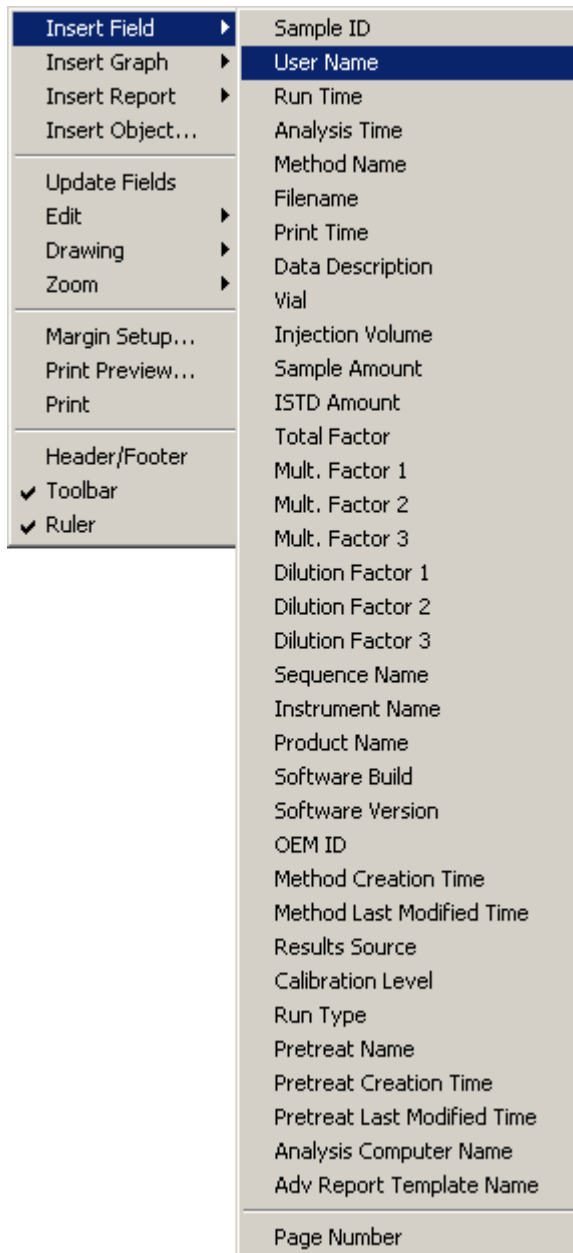 Insert Field
Insert Graph
Insert Report
Insert Object...
Update Fields
Edit
Drawing
Zoom
Margin Setup...
Print Preview...
Print
Header/Footer
Toolbar
Ruler
Sample ID
User Name
Run Time
Analysis Time
Method Name
Filename
Print Time
Data Description
Vial
Injection Volume
Sample Amount
ISTD Amount
Total Factor
Mult. Factor 1
Mult. Factor 2
Mult. Factor 3
Dilution Factor 1
Dilution Factor 2
Dilution Factor 3
Sequence Name
Instrument Name
Product Name
Software Build
Software Version
OEM ID
Method Creation Time
Method Last Modified Time
Results Source
Calibration Level
Run Type
Pretreat Name
Pretreat Creation Time
Pretreat Last Modified Time
Analysis Computer Name
Adv Report Template Name
Page Number